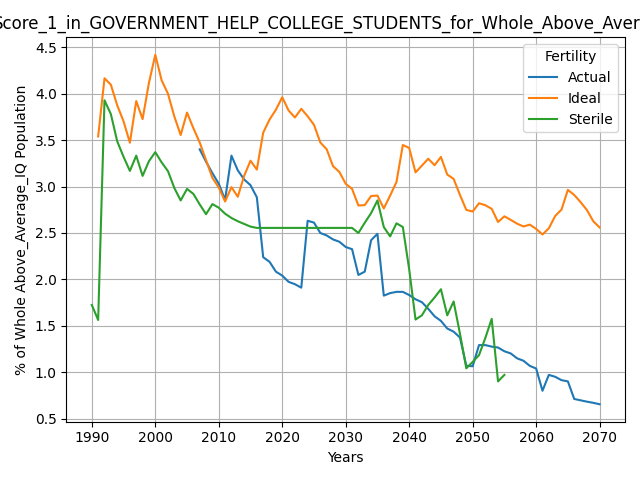 Score_1_in_GOVERNMENT_HELP_COLLEGE_STUDENTS_for_Whole_Above_Aver
% of Whole Above_Average_IQ Population
4.5
4.0
3.5
3.0
2.5
2.0
1.5
1.0
0.5
Fertility
Actual
Ideal
Sterile
1990 2000 2010 2020 2030 2040 2050 2060 2070
Years